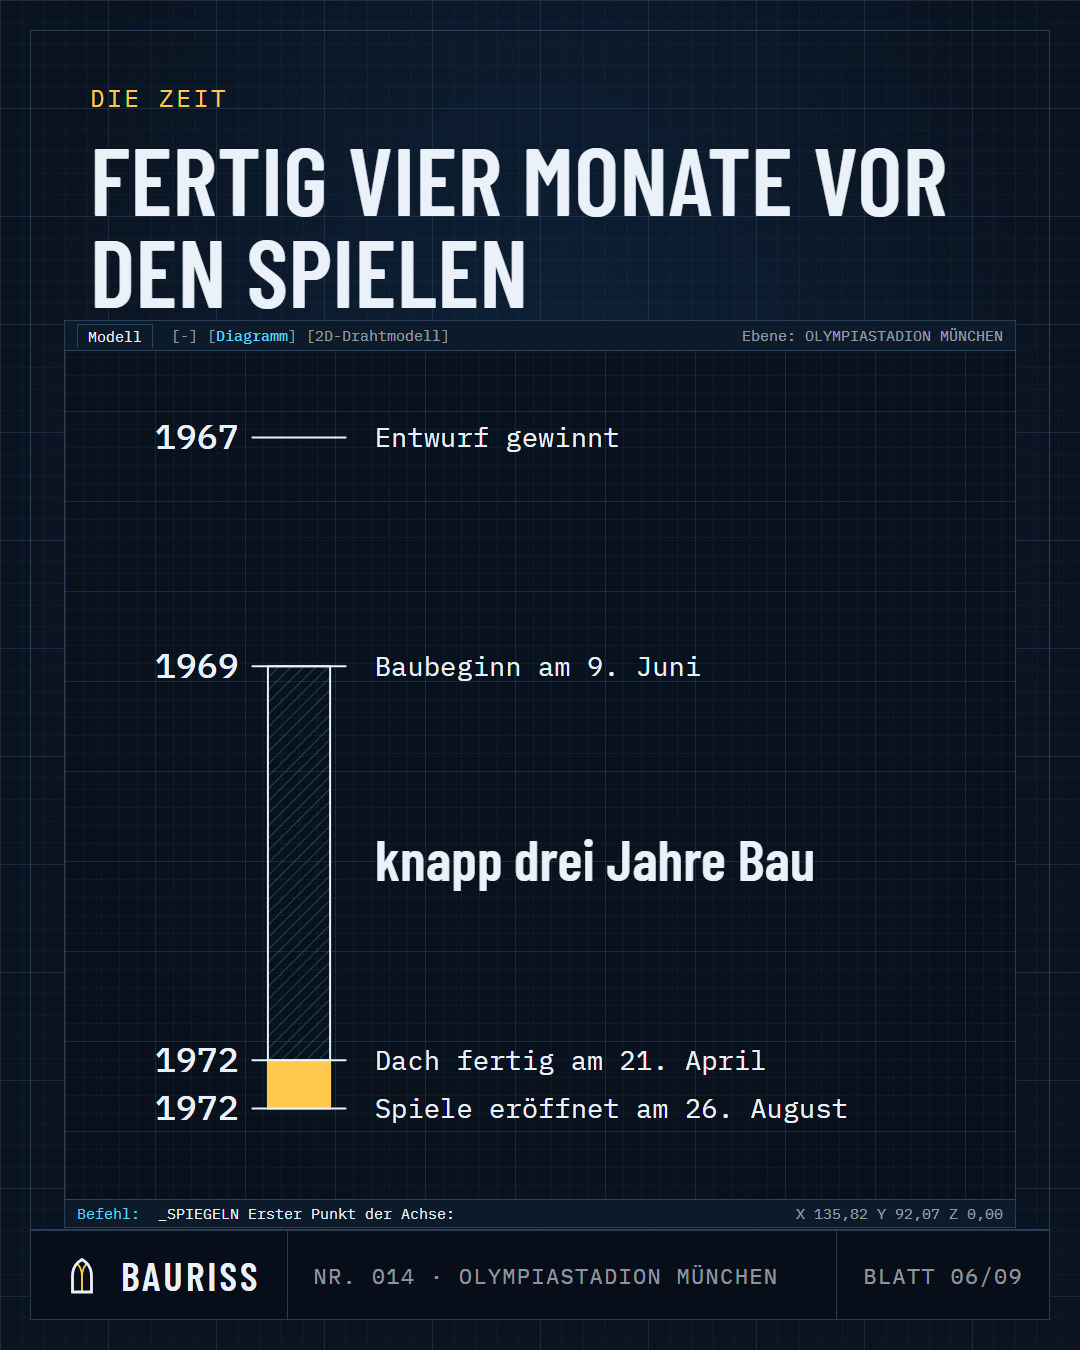 DIE ZEIT
FERTIG VIER MONATE VOR
DEN SPIELEN
Modell [-] [Diagramm] [2D-Drahtmodell] Ebene: OLYMPIASTADION MÜNCHEN
1967 Entwurf gewinnt
1969 Baubeginn am 9. Juni
knapp drei Jahre Bau
1972 Dach fertig am 21. April
1972 Spiele eröffnet am 26. August
Befehl: _SPIEGELN Erster Punkt der Achse: X 135,82 Y 92,07 Z 0,00
BAURISS NR. 014 · OLYMPIASTADION MÜNCHEN BLATT 06/09